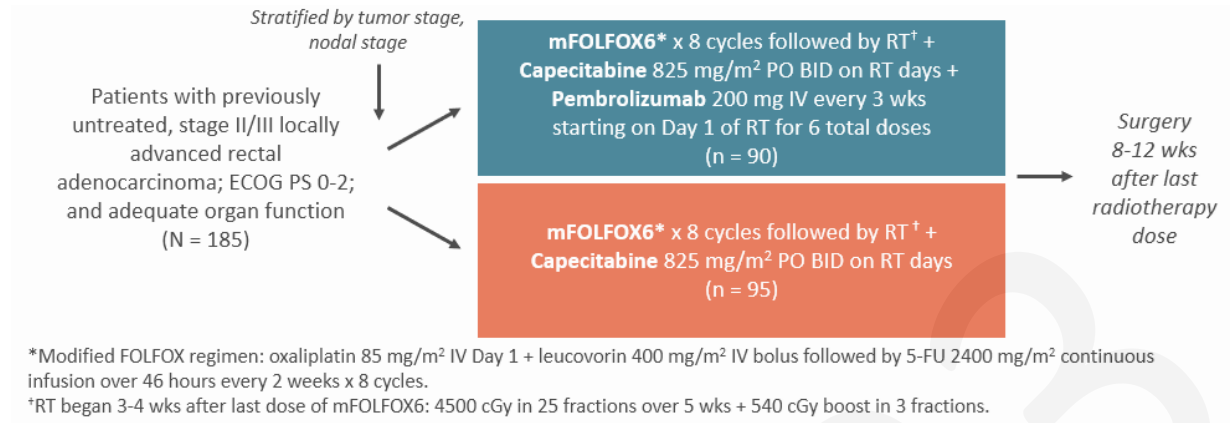 Stratified by tumor stage,
nodal stage
Patients with previously
untreated, stage II/III locally
advanced rectal
adenocarcinoma; ECOG PS 0-2;
and adequate organ function
(N = 185)
mFOLFOX6* x 8 cycles followed by RT† +
Capecitabine 825 mg/m² PO BID on RT days +
Pembrolizumab 200 mg IV every 3 wks
starting on Day 1 of RT for 6 total doses
(n = 90)
mFOLFOX6* x 8 cycles followed by RT† +
Capecitabine 825 mg/m² PO BID on RT days
(n = 95)
Surgery
8-12 wks
after last
radiotherapy
dose
*Modified FOLFOX regimen: oxaliplatin 85 mg/m² IV Day 1 + leucovorin 400 mg/m² IV bolus followed by 5-FU 2400 mg/m² continuous
infusion over 46 hours every 2 weeks x 8 cycles.
†RT began 3-4 wks after last dose of mFOLFOX6: 4500 cGy in 25 fractions over 5 wks + 540 cGy boost in 3 fractions.